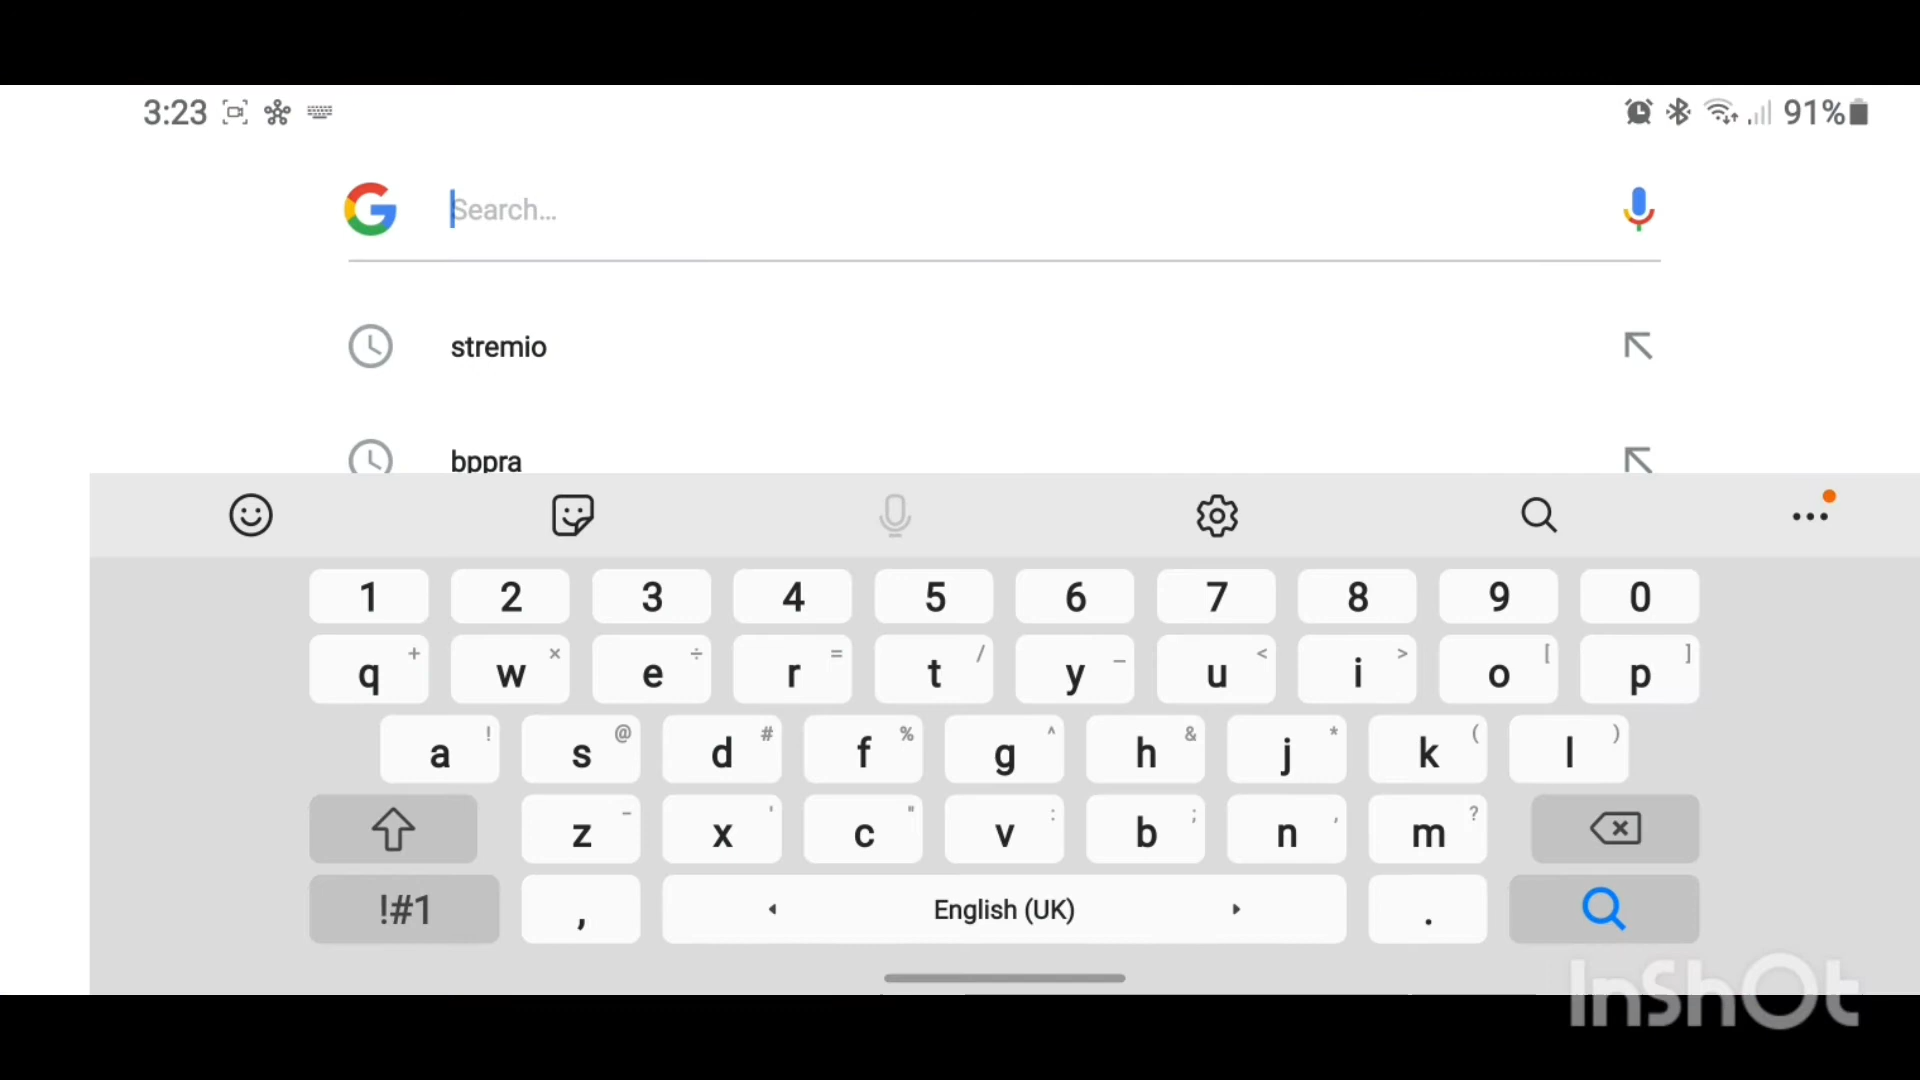 3:23 91%
Search...
stremio
bppra
1 2 3 4 5 6 7 8 9 0
q + w × e ÷ r = t / y _ u < i > o [ p ]
a ! s @ d # f % g ^ h & j * k ( l )
z - x ' c " v : b ; n , m ?
!#1 , English (UK) .
InShOt